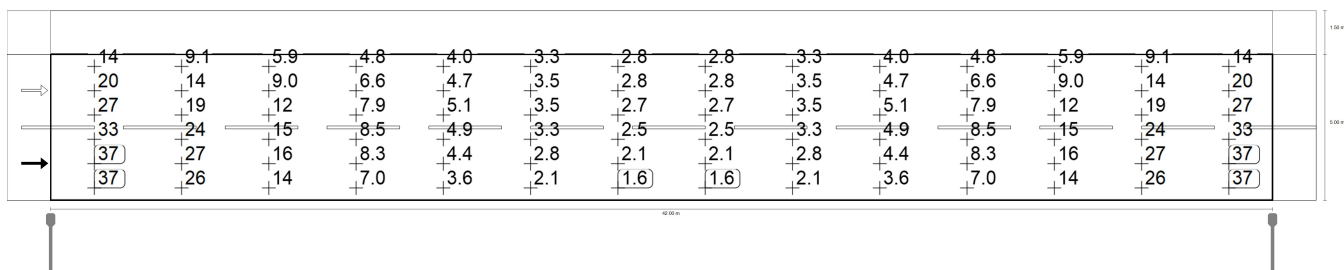 14 9.1 5.9 4.8 4.0 3.3 2.8 2.8 3.3 4.0 4.8 5.9 9.1 14
1.50 m
20 14 9.0 6.6 4.7 3.5 2.8 2.8 3.5 4.7 6.6 9.0 14 20
27 19 12 7.9 5.1 3.5 2.7 2.7 3.5 5.1 7.9 12 19 27
5.00 m
33 24 15 8.5 4.9 3.3 2.5 2.5 3.3 4.9 8.5 15 24 33
37 27 16 8.3 4.4 2.8 2.1 2.1 2.8 4.4 8.3 16 27 37
37 26 14 7.0 3.6 2.1 1.6 1.6 2.1 3.6 7.0 14 26 37
42.00 m